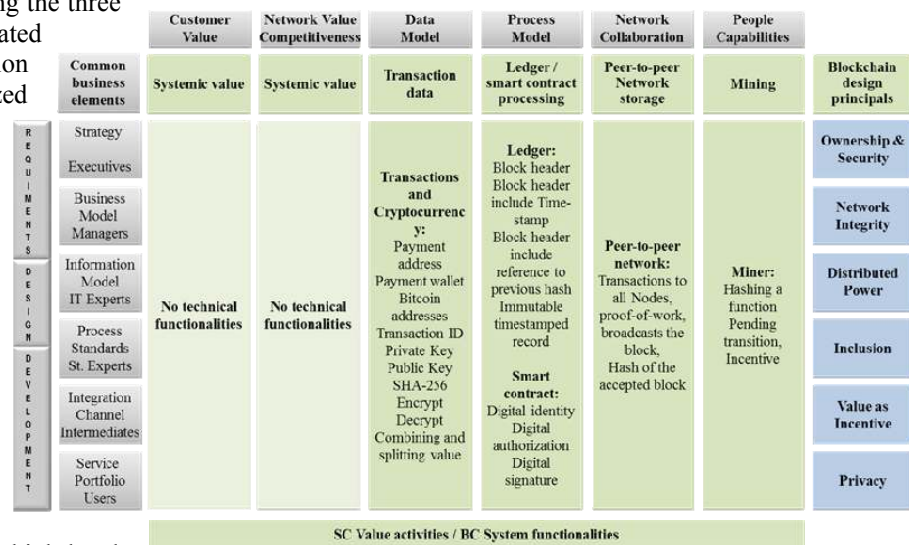 ng the three
ated
ion
zed
Customer
Value
Network Value
Competitiveness
Data
Model
Process
Model
Network
Collaboration
People
Capabilities
Common
business
elements
Systemic value
Systemic value
Transaction
data
Ledger /
smart contract
processing
Peer-to-peer
Network
storage
Mining
Blockchain
design
principals
REQUIMENTS
DESIGN
DEVELOPMENT
Strategy
Executives
Business
Model
Managers
Information
Model
IT Experts
Process
Standards
St. Experts
Integration
Channel
Intermediates
Service
Portfolio
Users
No technical
functionalities
No technical
functionalities
Transactions
and
Cryptocurrenc
y:
Payment
address
Payment wallet
Bitcoin
addresses
Transaction ID
Private Key
Public Key
SHA-256
Encrypt
Decrypt
Combining and
splitting value
Ledger:
Block header
Block header
include Time-
stamp
Block header
include
reference to
previous hash
Immutable
timestamped
record
Smart
contract:
Digital identity
Digital
authorization
Digital
signature
Peer-to-peer
network:
Transactions to
all Nodes,
proof-of-work,
broadcasts the
block,
Hash of the
accepted block
Miner:
Hashing a
function
Pending
transition,
Incentive
Ownership &
Security
Network
Integrity
Distributed
Power
Inclusion
Value as
Incentive
Privacy
SC Value activities / BC System functionalities